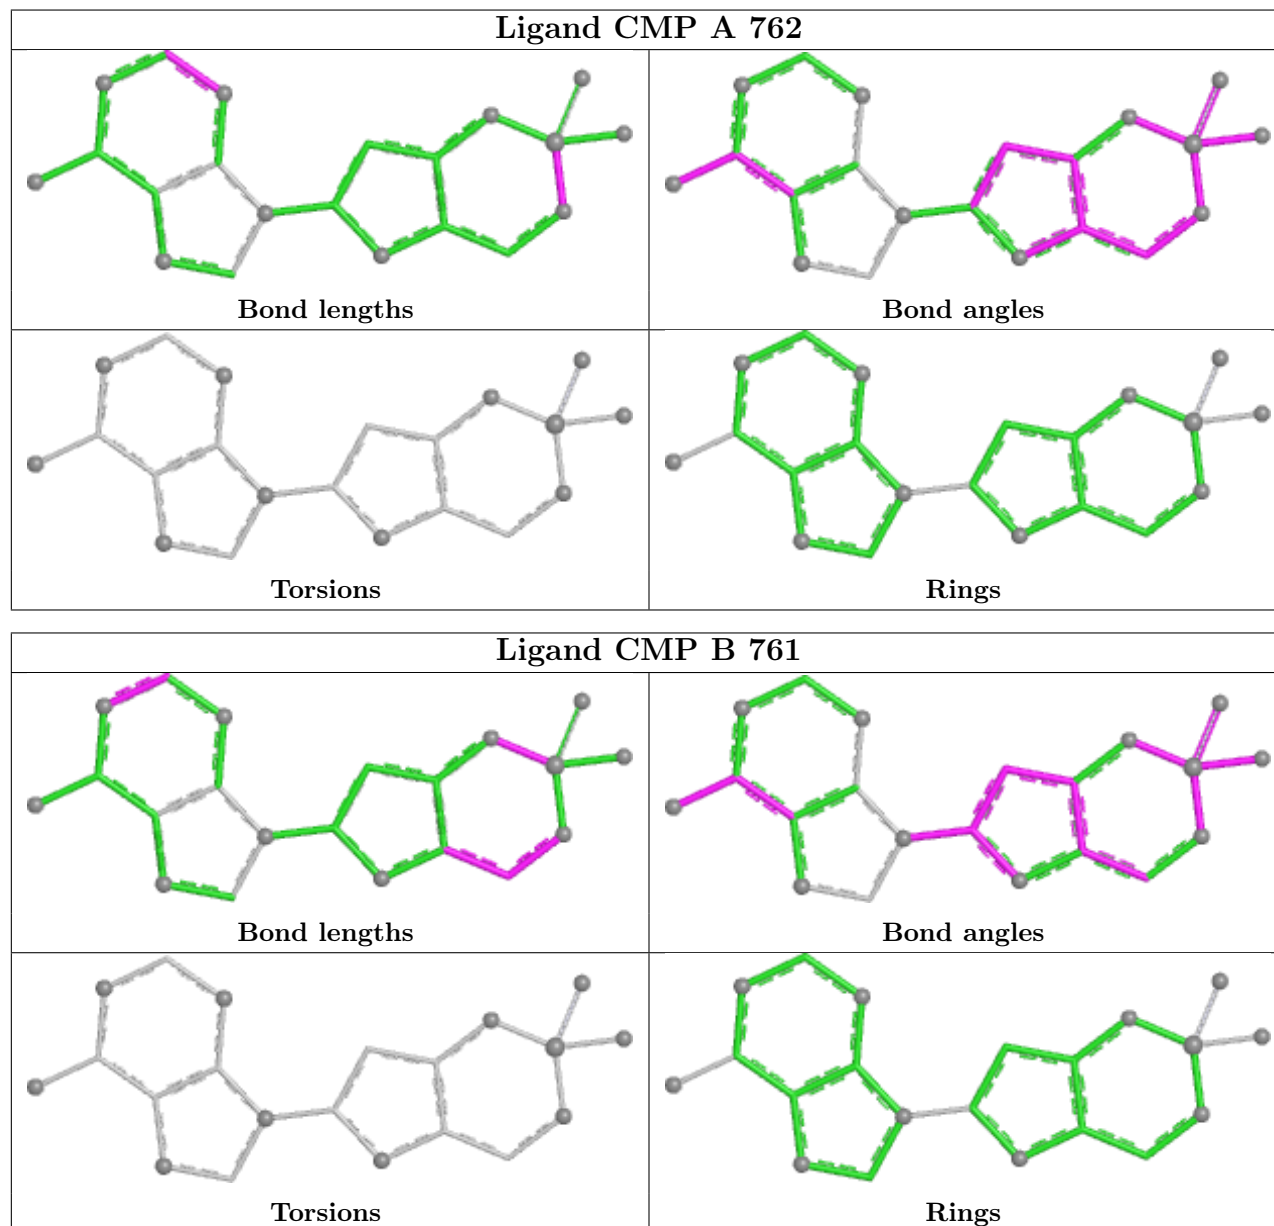 Ligand CMP A 762
Bond lengths
Bond angles
Torsions
Rings
Ligand CMP B 761
Bond lengths
Bond angles
Torsions
Rings